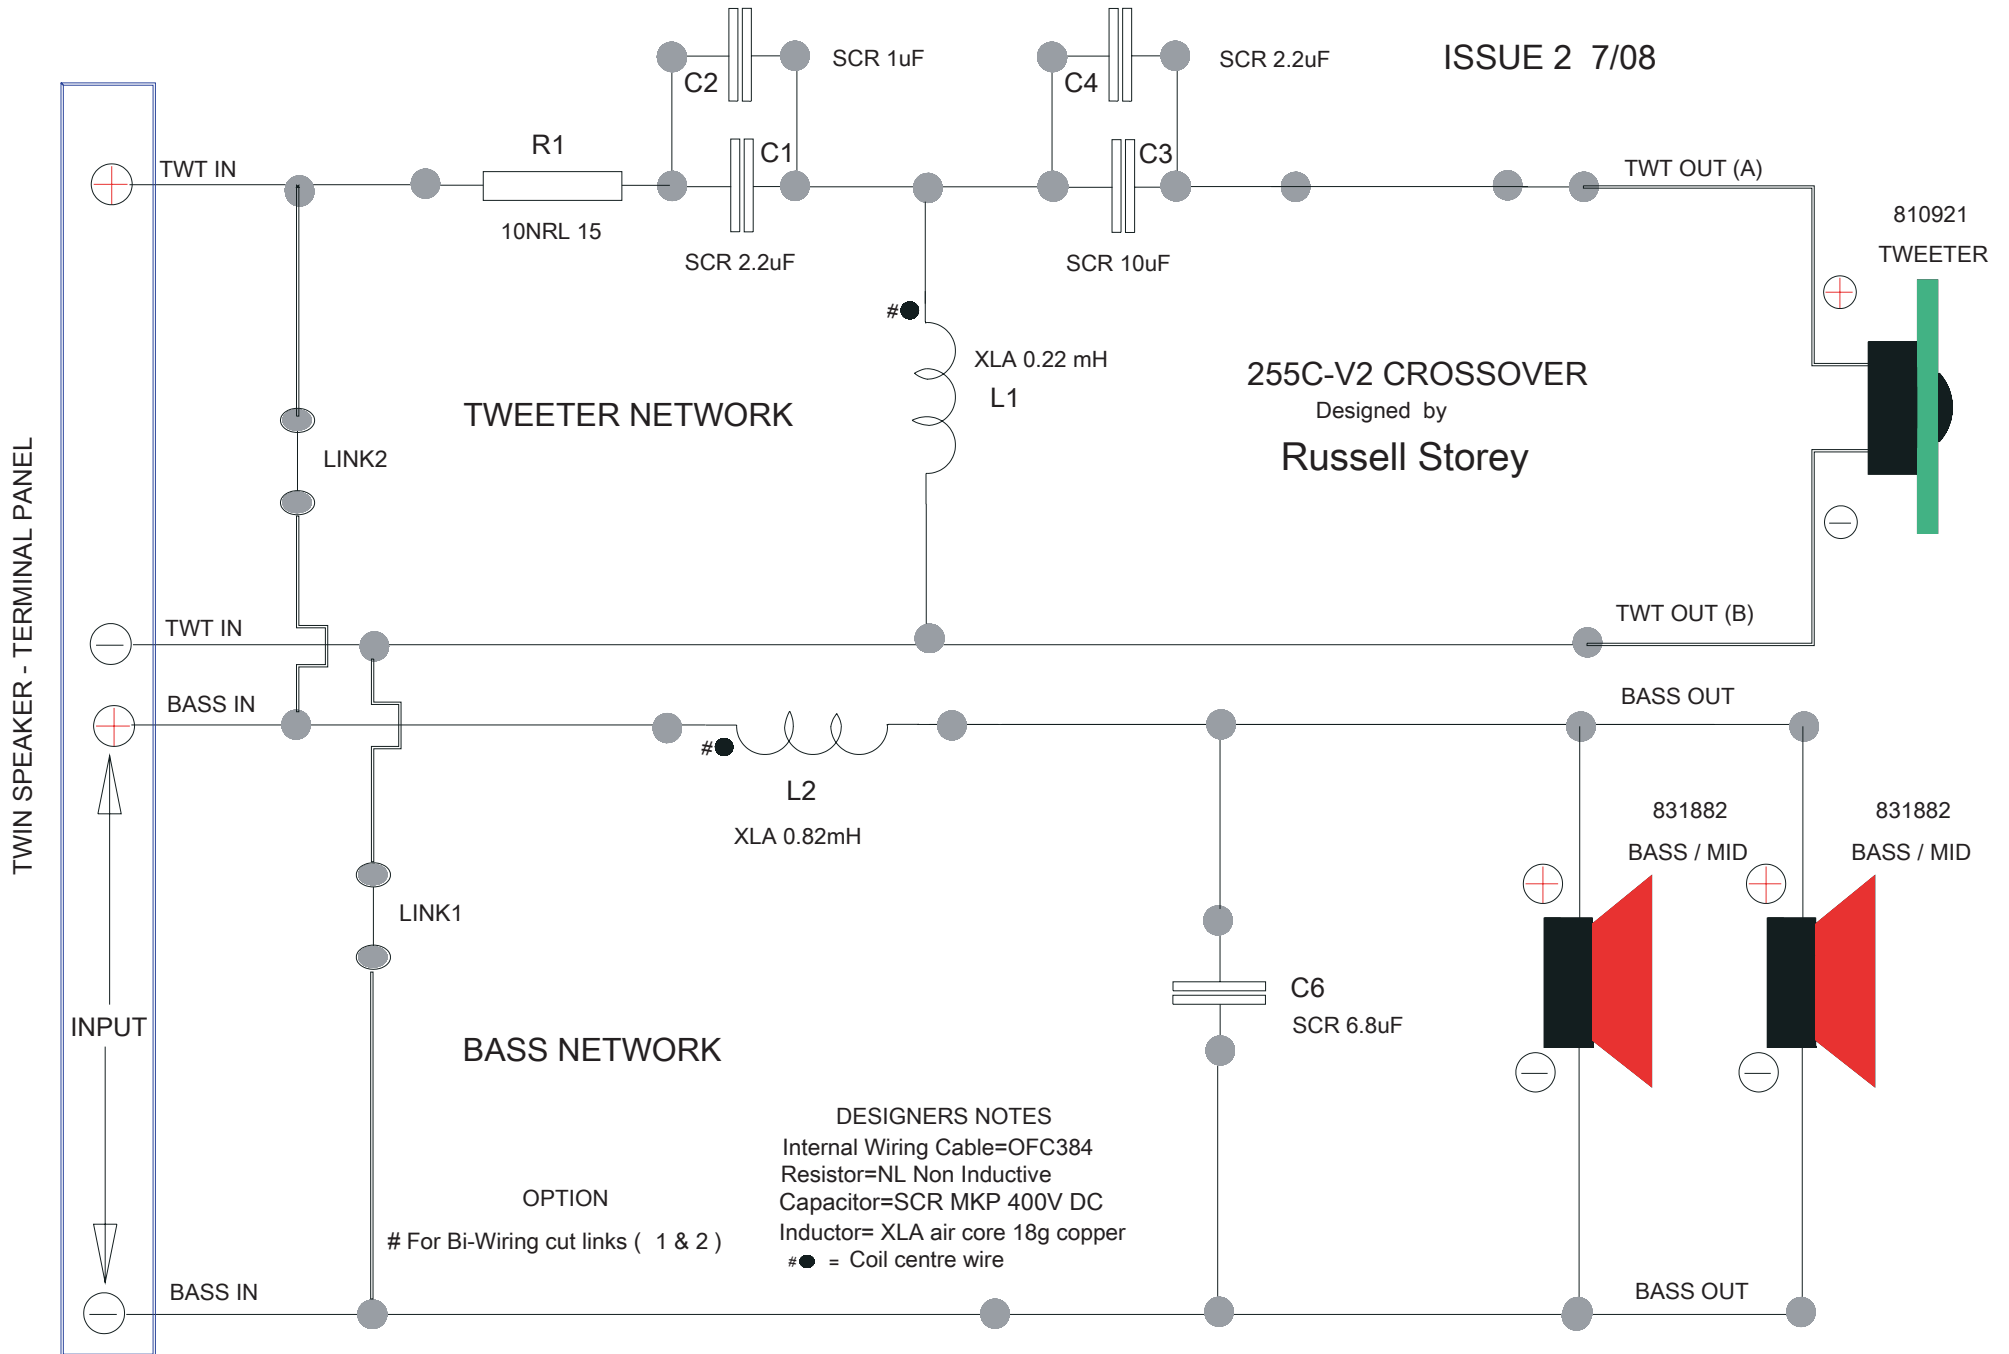 ISSUE 2 7/08
SCR 1uF
C2
SCR 2.2uF
C4
R1
C1
C3
TWT IN
10NRL 15
SCR 2.2uF
SCR 10uF
TWT OUT (A)
810921
TWEETER
#
XLA 0.22 mH
L1
TWEETER NETWORK
255C-V2 CROSSOVER
Designed by
Russell Storey
LINK2
TWIN SPEAKER - TERMINAL PANEL
TWT IN
TWT OUT (B)
BASS IN
BASS OUT
#
L2
XLA 0.82mH
831882
BASS / MID
831882
BASS / MID
LINK1
C6
SCR 6.8uF
INPUT
BASS NETWORK
DESIGNERS NOTES
Internal Wiring Cable=OFC384
Resistor=NL Non Inductive
Capacitor=SCR MKP 400V DC
Inductor= XLA air core 18g copper
# = Coil centre wire
OPTION
# For Bi-Wiring cut links ( 1 & 2 )
BASS IN
BASS OUT